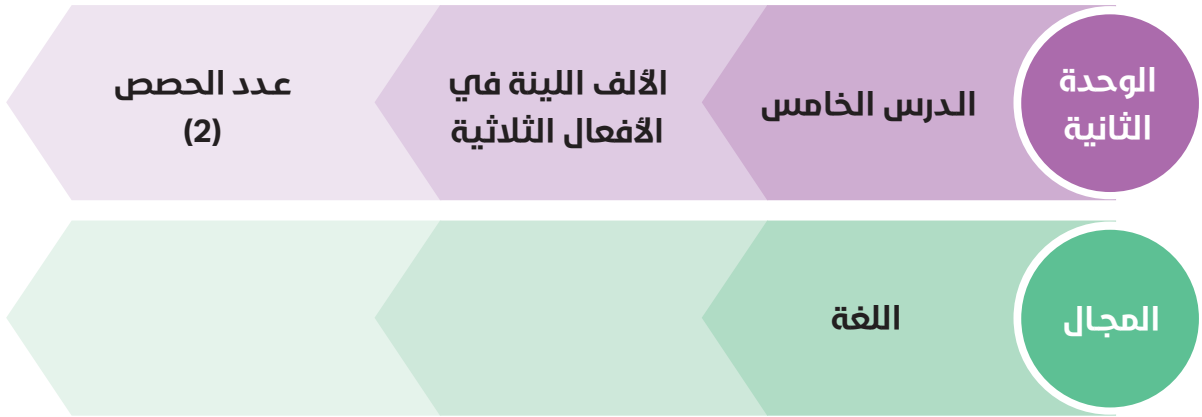 الوحدة
الثانية
الدرس الخامس
الألف اللينة في
الأفعال الثلاثية
عدد الحصص
(2)
المجال
اللغة